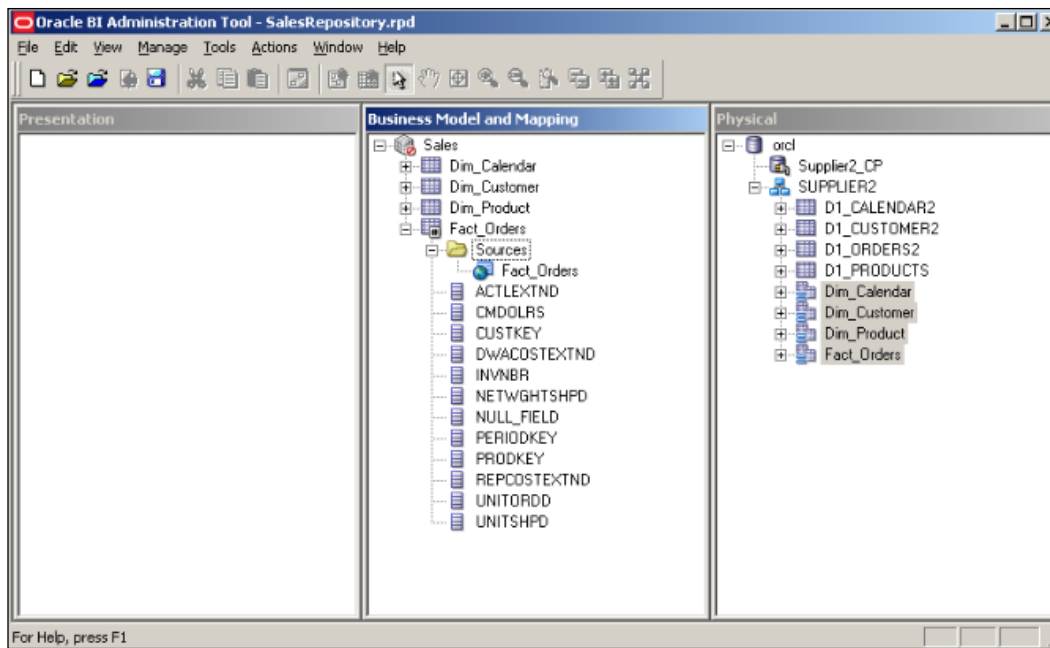 Oracle BI Administration Tool - SalesRepository.rpd
File Edit View Manage Tools Actions Window Help
Presentation
Business Model and Mapping
Sales
Dim_Calendar
Dim_Customer
Dim_Product
Fact_Orders
Sources
Fact_Orders
ACTLEXTND
CMDOLRS
CUSTKEY
DWACOSTEXTND
INVNBR
NETWGHTSHPD
NULL_FIELD
PERIODKEY
PRODKEY
REPCOSTEXTND
UNITORDD
UNITSHPD
Physical
orcl
Supplier2_CP
SUPPLIER2
D1_CALENDAR2
D1_CUSTOMER2
D1_ORDERS2
D1_PRODUCTS
Dim_Calendar
Dim_Customer
Dim_Product
Fact_Orders
For Help, press F1